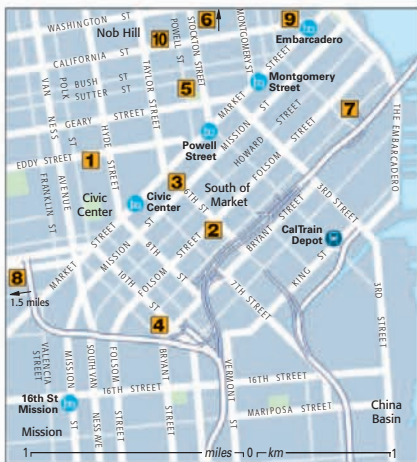 WASHINGTON ST
Nob Hill
10
POWELL ST
STOCKTON STREET
6
MONTGOMERY ST
9
Embarcadero
CALIFORNIA ST
Montgomery
Street
VAN NESS AVENUE
POLK ST
BUSH ST
SUTTER ST
TAYLOR STREET
5
MARKET STREET
MISSION ST
HOWARD STREET
FOLSOM ST
7
THE EMBARCADERO
GEARY STREET
HYDE STREET
Powell
Street
EDDY STREET
1
FRANKLIN ST
3
6TH ST
South of
Market
3RD STREET
Civic
Center
Civic
Center
2
BRYANT STREET
CalTrain
Depot
KING ST
8
1.5 miles
MARKET STREET
MISSION ST
8TH ST
10TH ST
FOLSOM STREET
7TH STREET
3RD STREET
4
VALENCIA STREET
MISSION ST
SOUTH VAN NESS AVE
FOLSOM STREET
BRYANT ST
VERMONT ST
16TH STREET
16th St
Mission
MARIPOSA STREET
China
Basin
Mission
1 miles 0 km 1